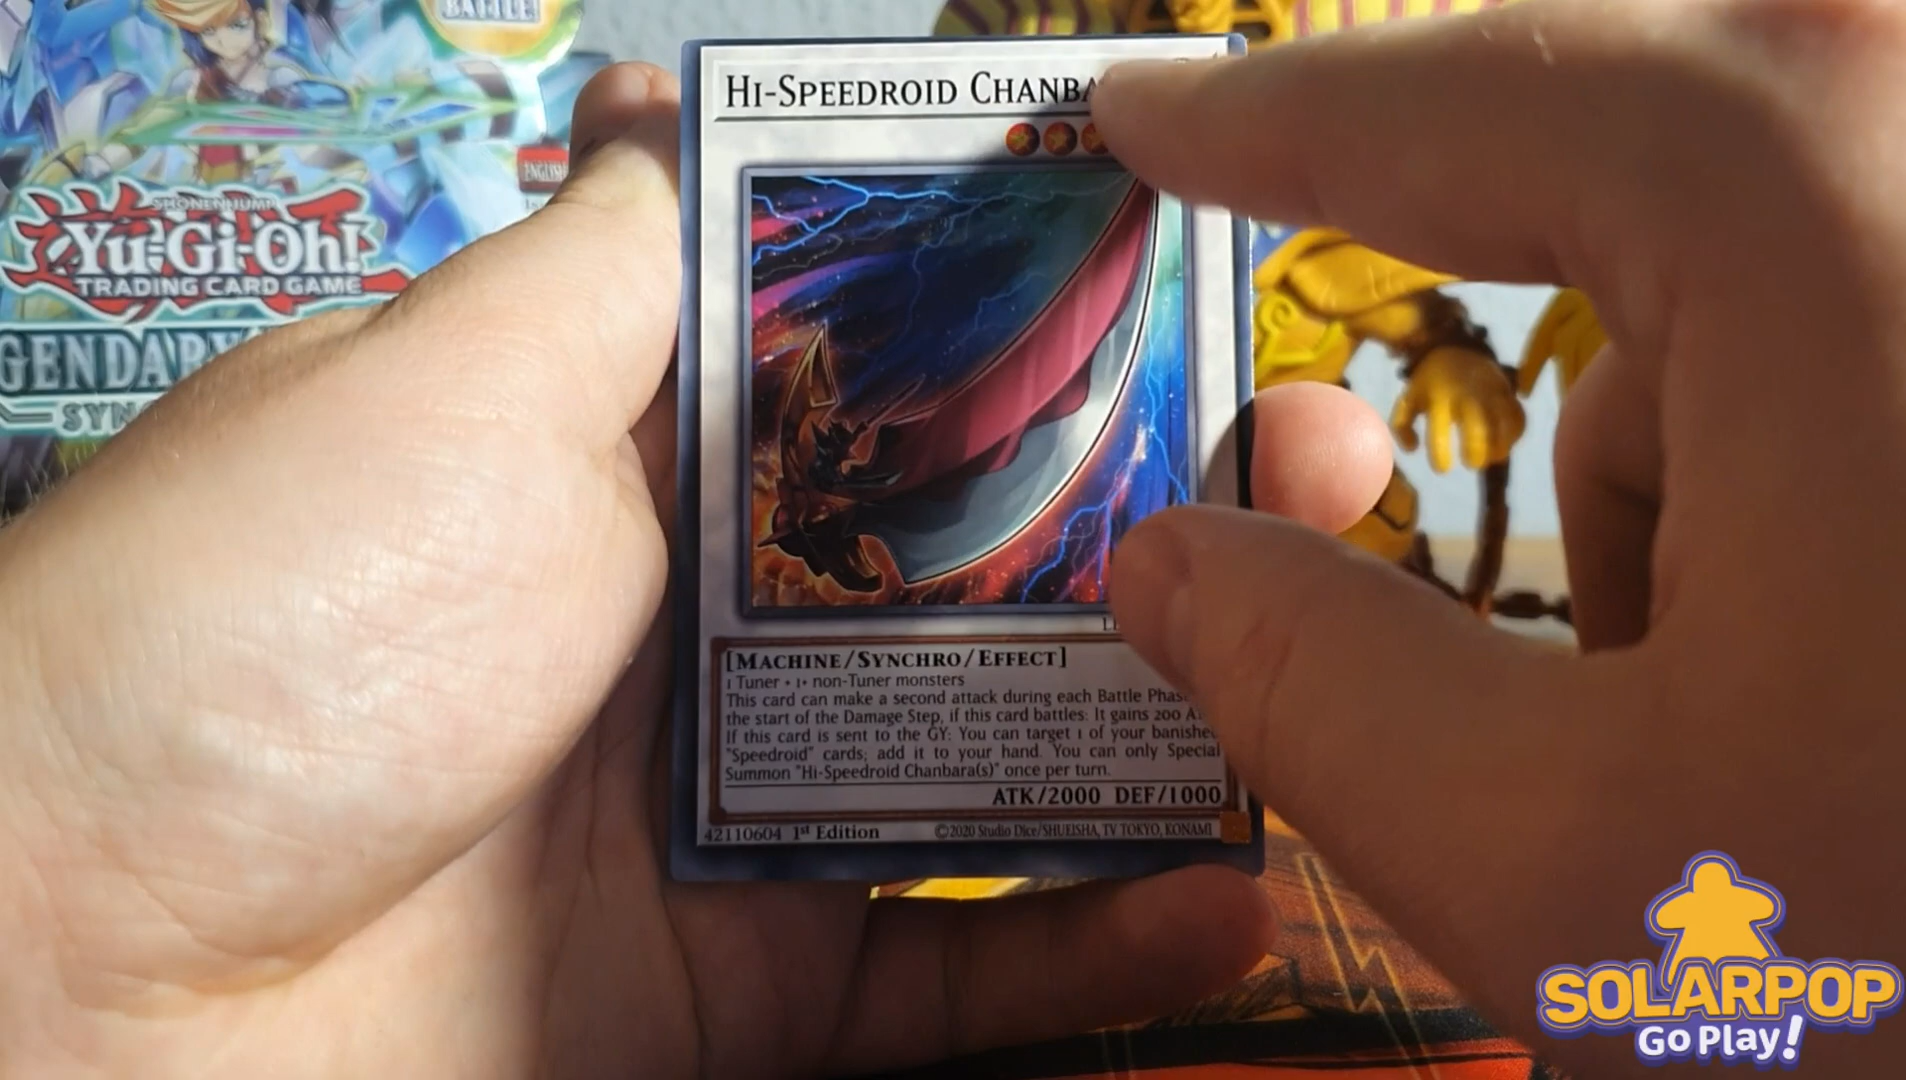 BATTLE!
ENGLISH
SHONEN JUMP
Yu-Gi-Oh!
TRADING CARD GAME
HI-SPEEDROID CHANBA
[MACHINE/SYNCHRO/EFFECT]
1 Tuner + 1+ non-Tuner monsters
This card can make a second attack during each Battle Phas
the start of the Damage Step, if this card battles: It gains 200 A
If this card is sent to the GY: You can target 1 of your banishe
"Speedroid" cards; add it to your hand. You can only Special
Summon "Hi-Speedroid Chanbara(s)" once per turn.
ATK/2000 DEF/1000
42110604 1st Edition ©2020 Studio Dice/SHUEISHA, TV TOKYO, KONAMI
SOLARPOP
Go Play!